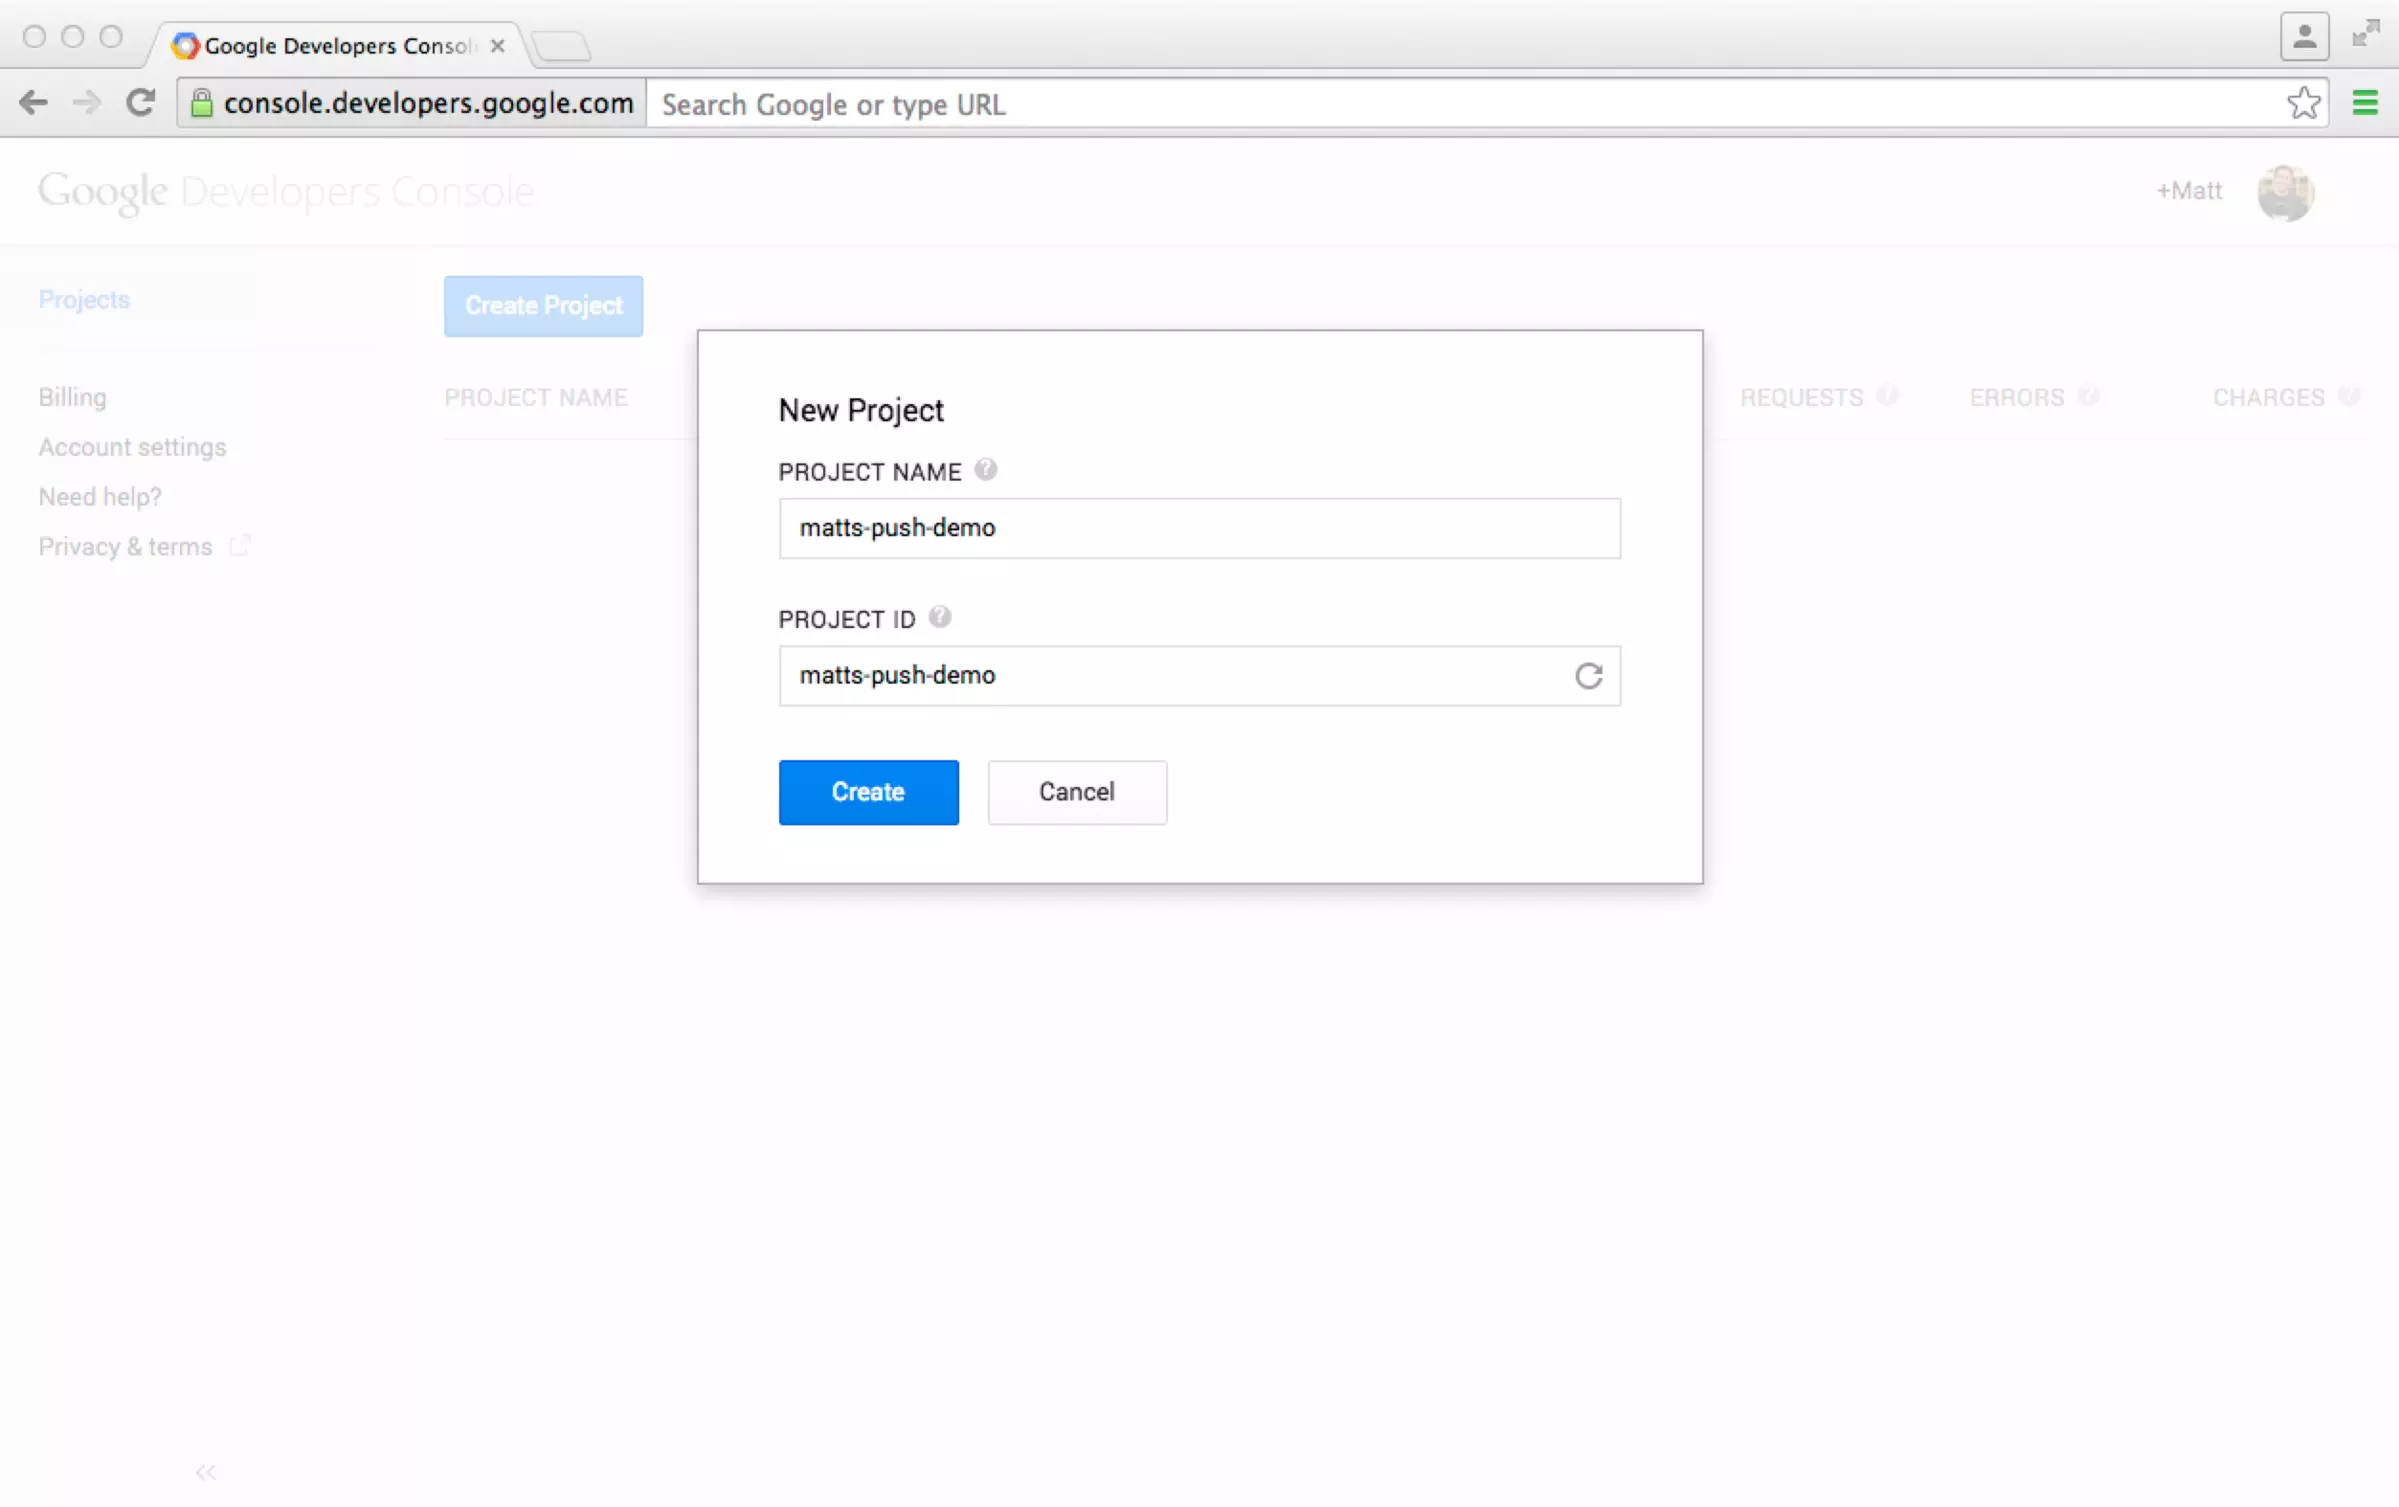 Google Developers Consol
console.developers.google.com Search Google or type URL
Google Developers Console
+Matt
Projects
Create Project
Billing
Account settings
Need help?
Privacy & terms
PROJECT NAME
REQUESTS ?
ERRORS ?
CHARGES ?
New Project
PROJECT NAME ?
matts-push-demo
PROJECT ID ?
matts-push-demo
Create
Cancel